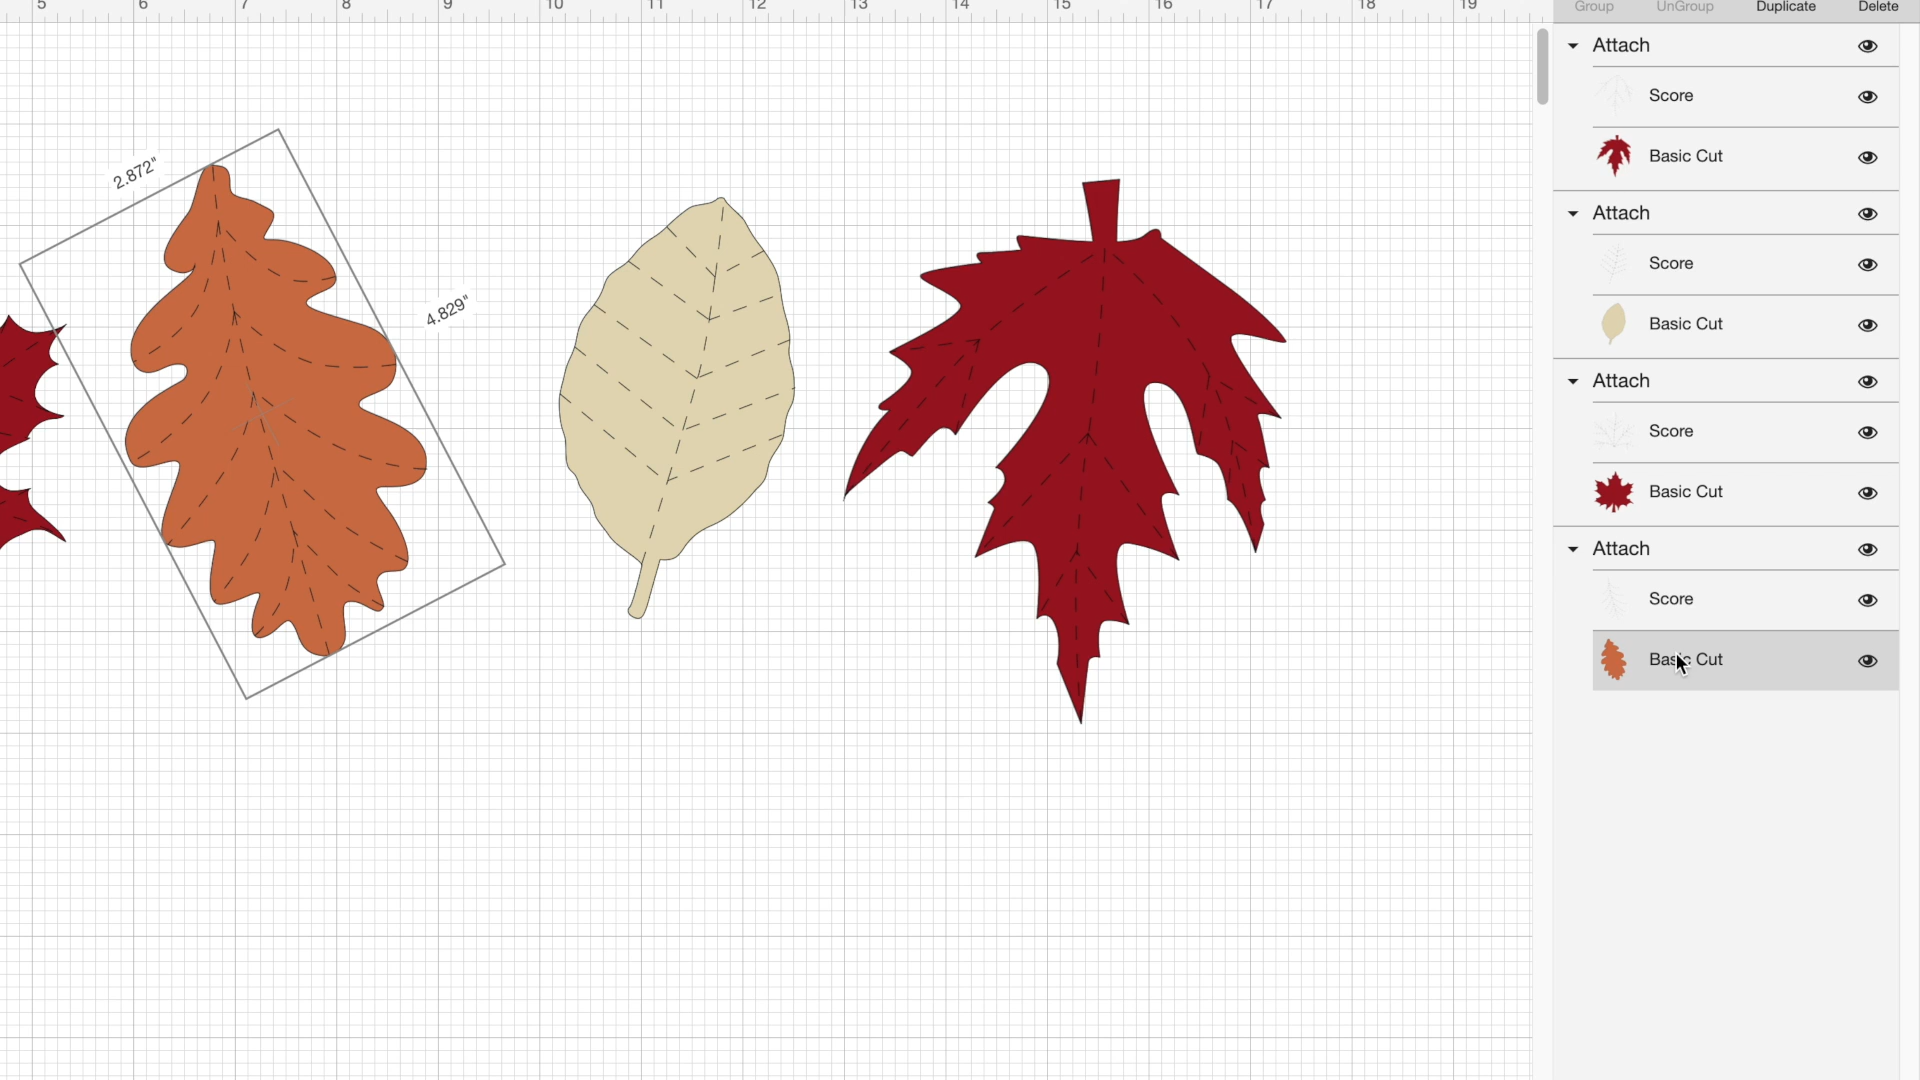 5 6 7 8 9 10 11 12 13 14 15 16 17 18 19
Group UnGroup Duplicate Delete
Attach
Score
Basic Cut
Attach
Score
Basic Cut
Attach
Score
Basic Cut
Attach
Score
Basic Cut
2.872"
4.829"